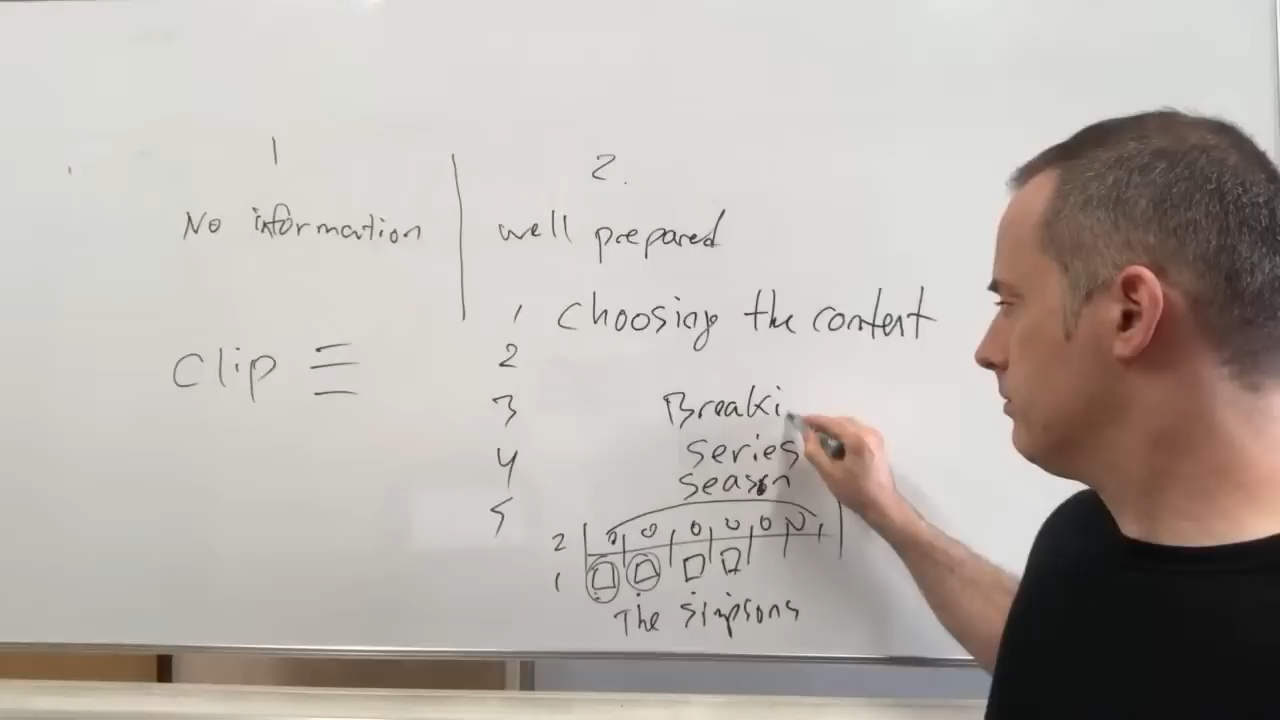 1
2.
No information
well prepared
1 choosing the content
clip
2
3
4
5
Breaki
series
season
2
1
The Simpsons